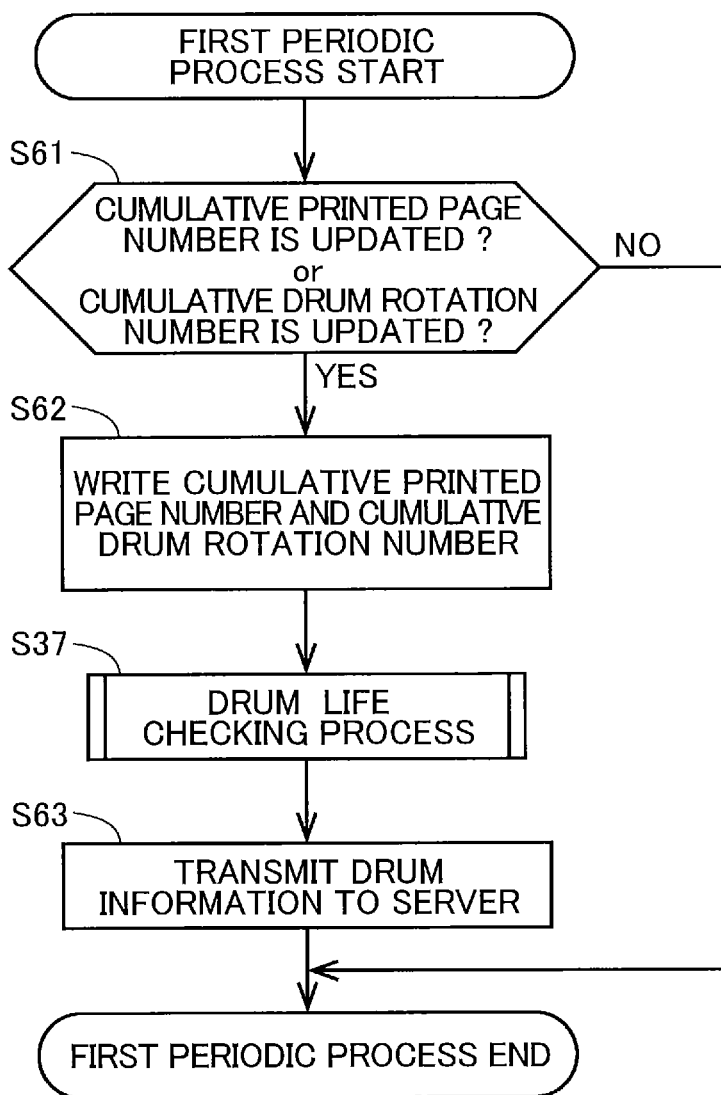 FIRST PERIODIC
PROCESS START
S61
CUMULATIVE PRINTED PAGE
NUMBER IS UPDATED ?
or
CUMULATIVE DRUM ROTATION
NUMBER IS UPDATED ?
NO
YES
S62
WRITE CUMULATIVE PRINTED
PAGE NUMBER AND CUMULATIVE
DRUM ROTATION NUMBER
S37
DRUM LIFE
CHECKING PROCESS
S63
TRANSMIT DRUM
INFORMATION TO SERVER
FIRST PERIODIC PROCESS END